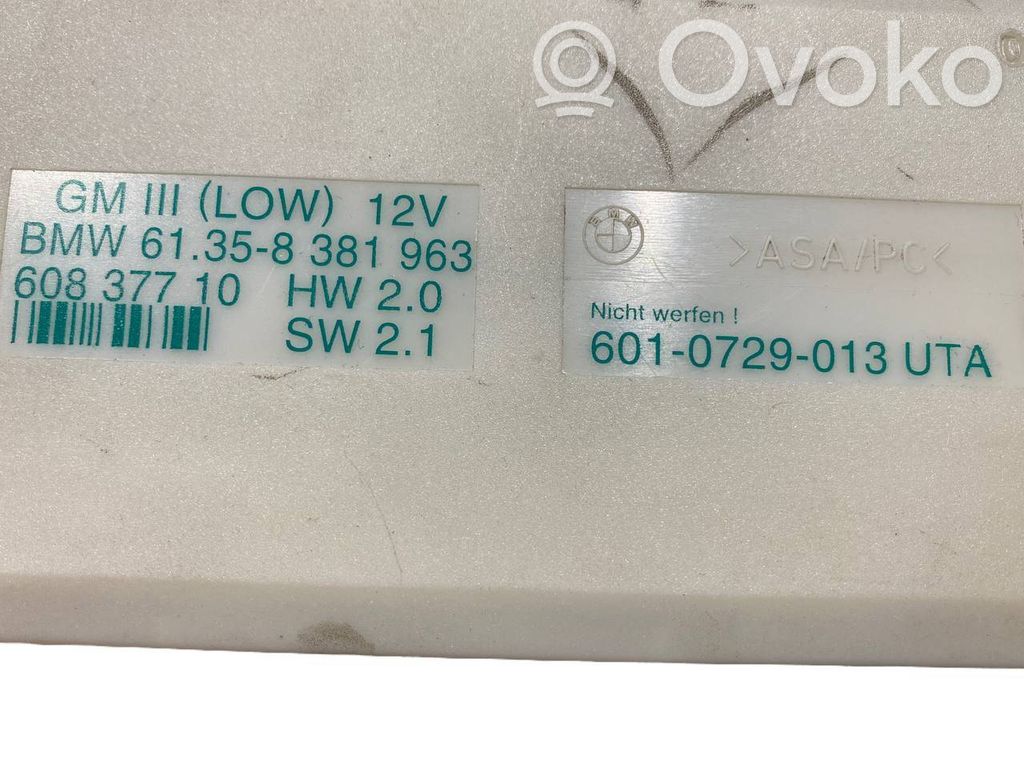 Ovoko
GM III (LOW) 12V
BMW 61.35-8 381 963
608 377 10 HW 2.0
SW 2.1
BMW
>ASA/PC<
Nicht werfen !
601-0729-013 UTA